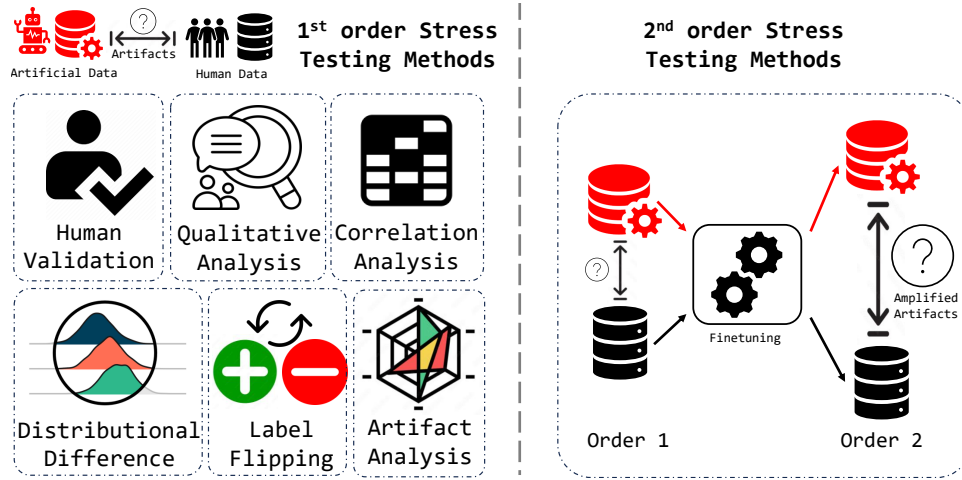 ?
Artifacts
Artificial Data
Human Data
1st order Stress
Testing Methods
Human
Validation
Qualitative
Analysis
Correlation
Analysis
Distributional
Difference
Label
Flipping
Artifact
Analysis
2nd order Stress
Testing Methods
?
Finetuning
?
Amplified
Artifacts
Order 1
Order 2